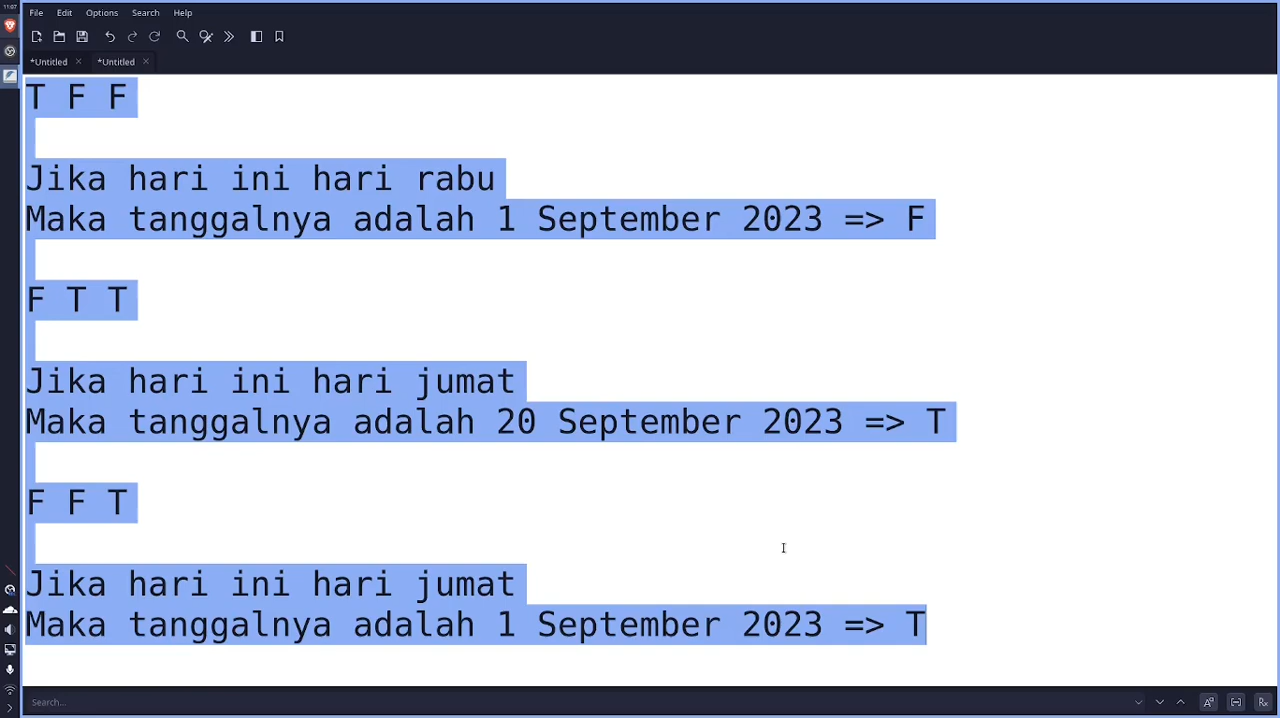 11:07
File Edit Options Search Help
*Untitled *Untitled
T F F
Jika hari ini hari rabu
Maka tanggalnya adalah 1 September 2023 => F
F T T
Jika hari ini hari jumat
Maka tanggalnya adalah 20 September 2023 => T
F F T
Jika hari ini hari jumat
Maka tanggalnya adalah 1 September 2023 => T
Search...